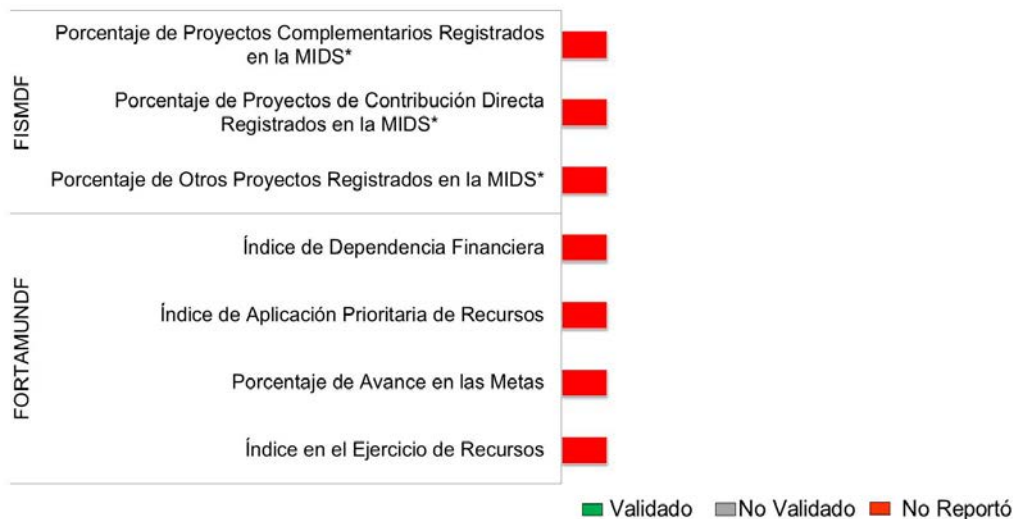 FISMDF
Porcentaje de Proyectos Complementarios Registrados
en la MIDS*
Porcentaje de Proyectos de Contribución Directa
Registrados en la MIDS*
Porcentaje de Otros Proyectos Registrados en la MIDS*
FORTAMUNDF
Índice de Dependencia Financiera
Índice de Aplicación Prioritaria de Recursos
Porcentaje de Avance en las Metas
Índice en el Ejercicio de Recursos
Validado No Validado No Reportó